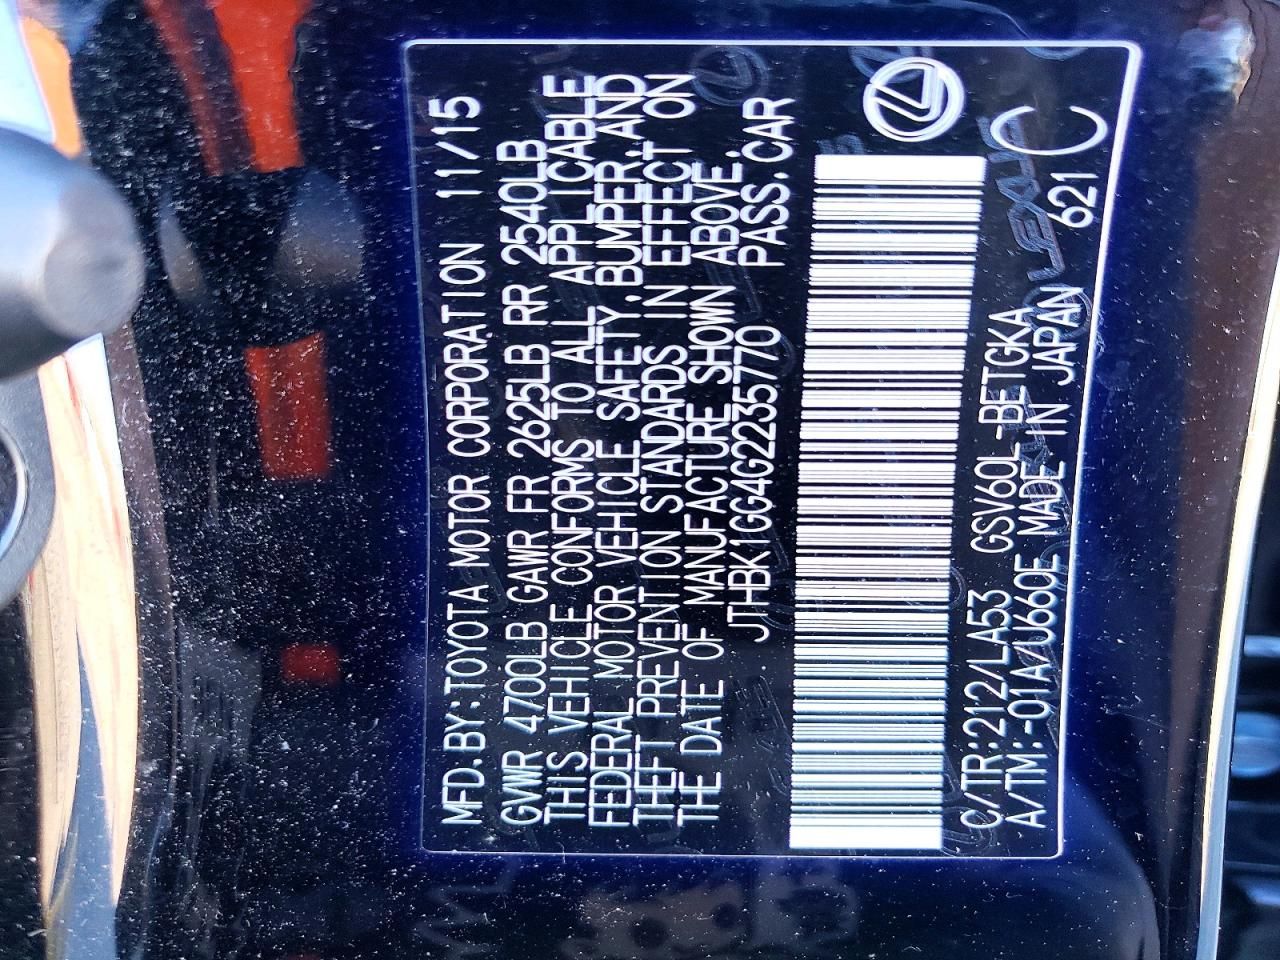 MFD.BY:TOYOTA MOTOR CORPORATION 11/15
GVWR 4700LB GAWR FR 2625LB RR 2540LB
THIS VEHICLE CONFORMS TO ALL APPLICABLE
FEDERAL MOTOR VEHICLE SAFETY,BUMPER,AND
THEFT PREVENTION STANDARDS IN EFFECT ON
THE DATE OF MANUFACTURE SHOWN ABOVE.
JTHBK1GG4G2235770 PASS.CAR
C/TR:212/LA53 GSV60L-BETGKA
A/TM:-01A/U660E MADE IN JAPAN 621
C
LEXUS